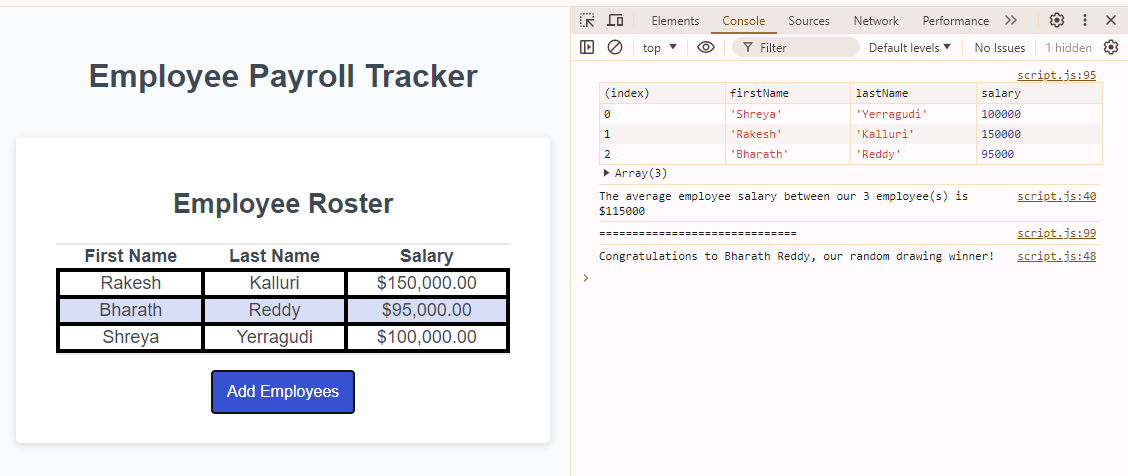 Employee Payroll Tracker
Employee Roster
First Name Last Name Salary
Rakesh Kalluri $150,000.00
Bharath Reddy $95,000.00
Shreya Yerragudi $100,000.00
Add Employees
Elements Console Sources Network Performance
top Filter Default levels No Issues 1 hidden
script.js:95
(index) firstName lastName salary
0 'Shreya' 'Yerragudi' 100000
1 'Rakesh' 'Kalluri' 150000
2 'Bharath' 'Reddy' 95000
Array(3)
The average employee salary between our 3 employee(s) is script.js:40
$115000
============================== script.js:99
Congratulations to Bharath Reddy, our random drawing winner! script.js:48